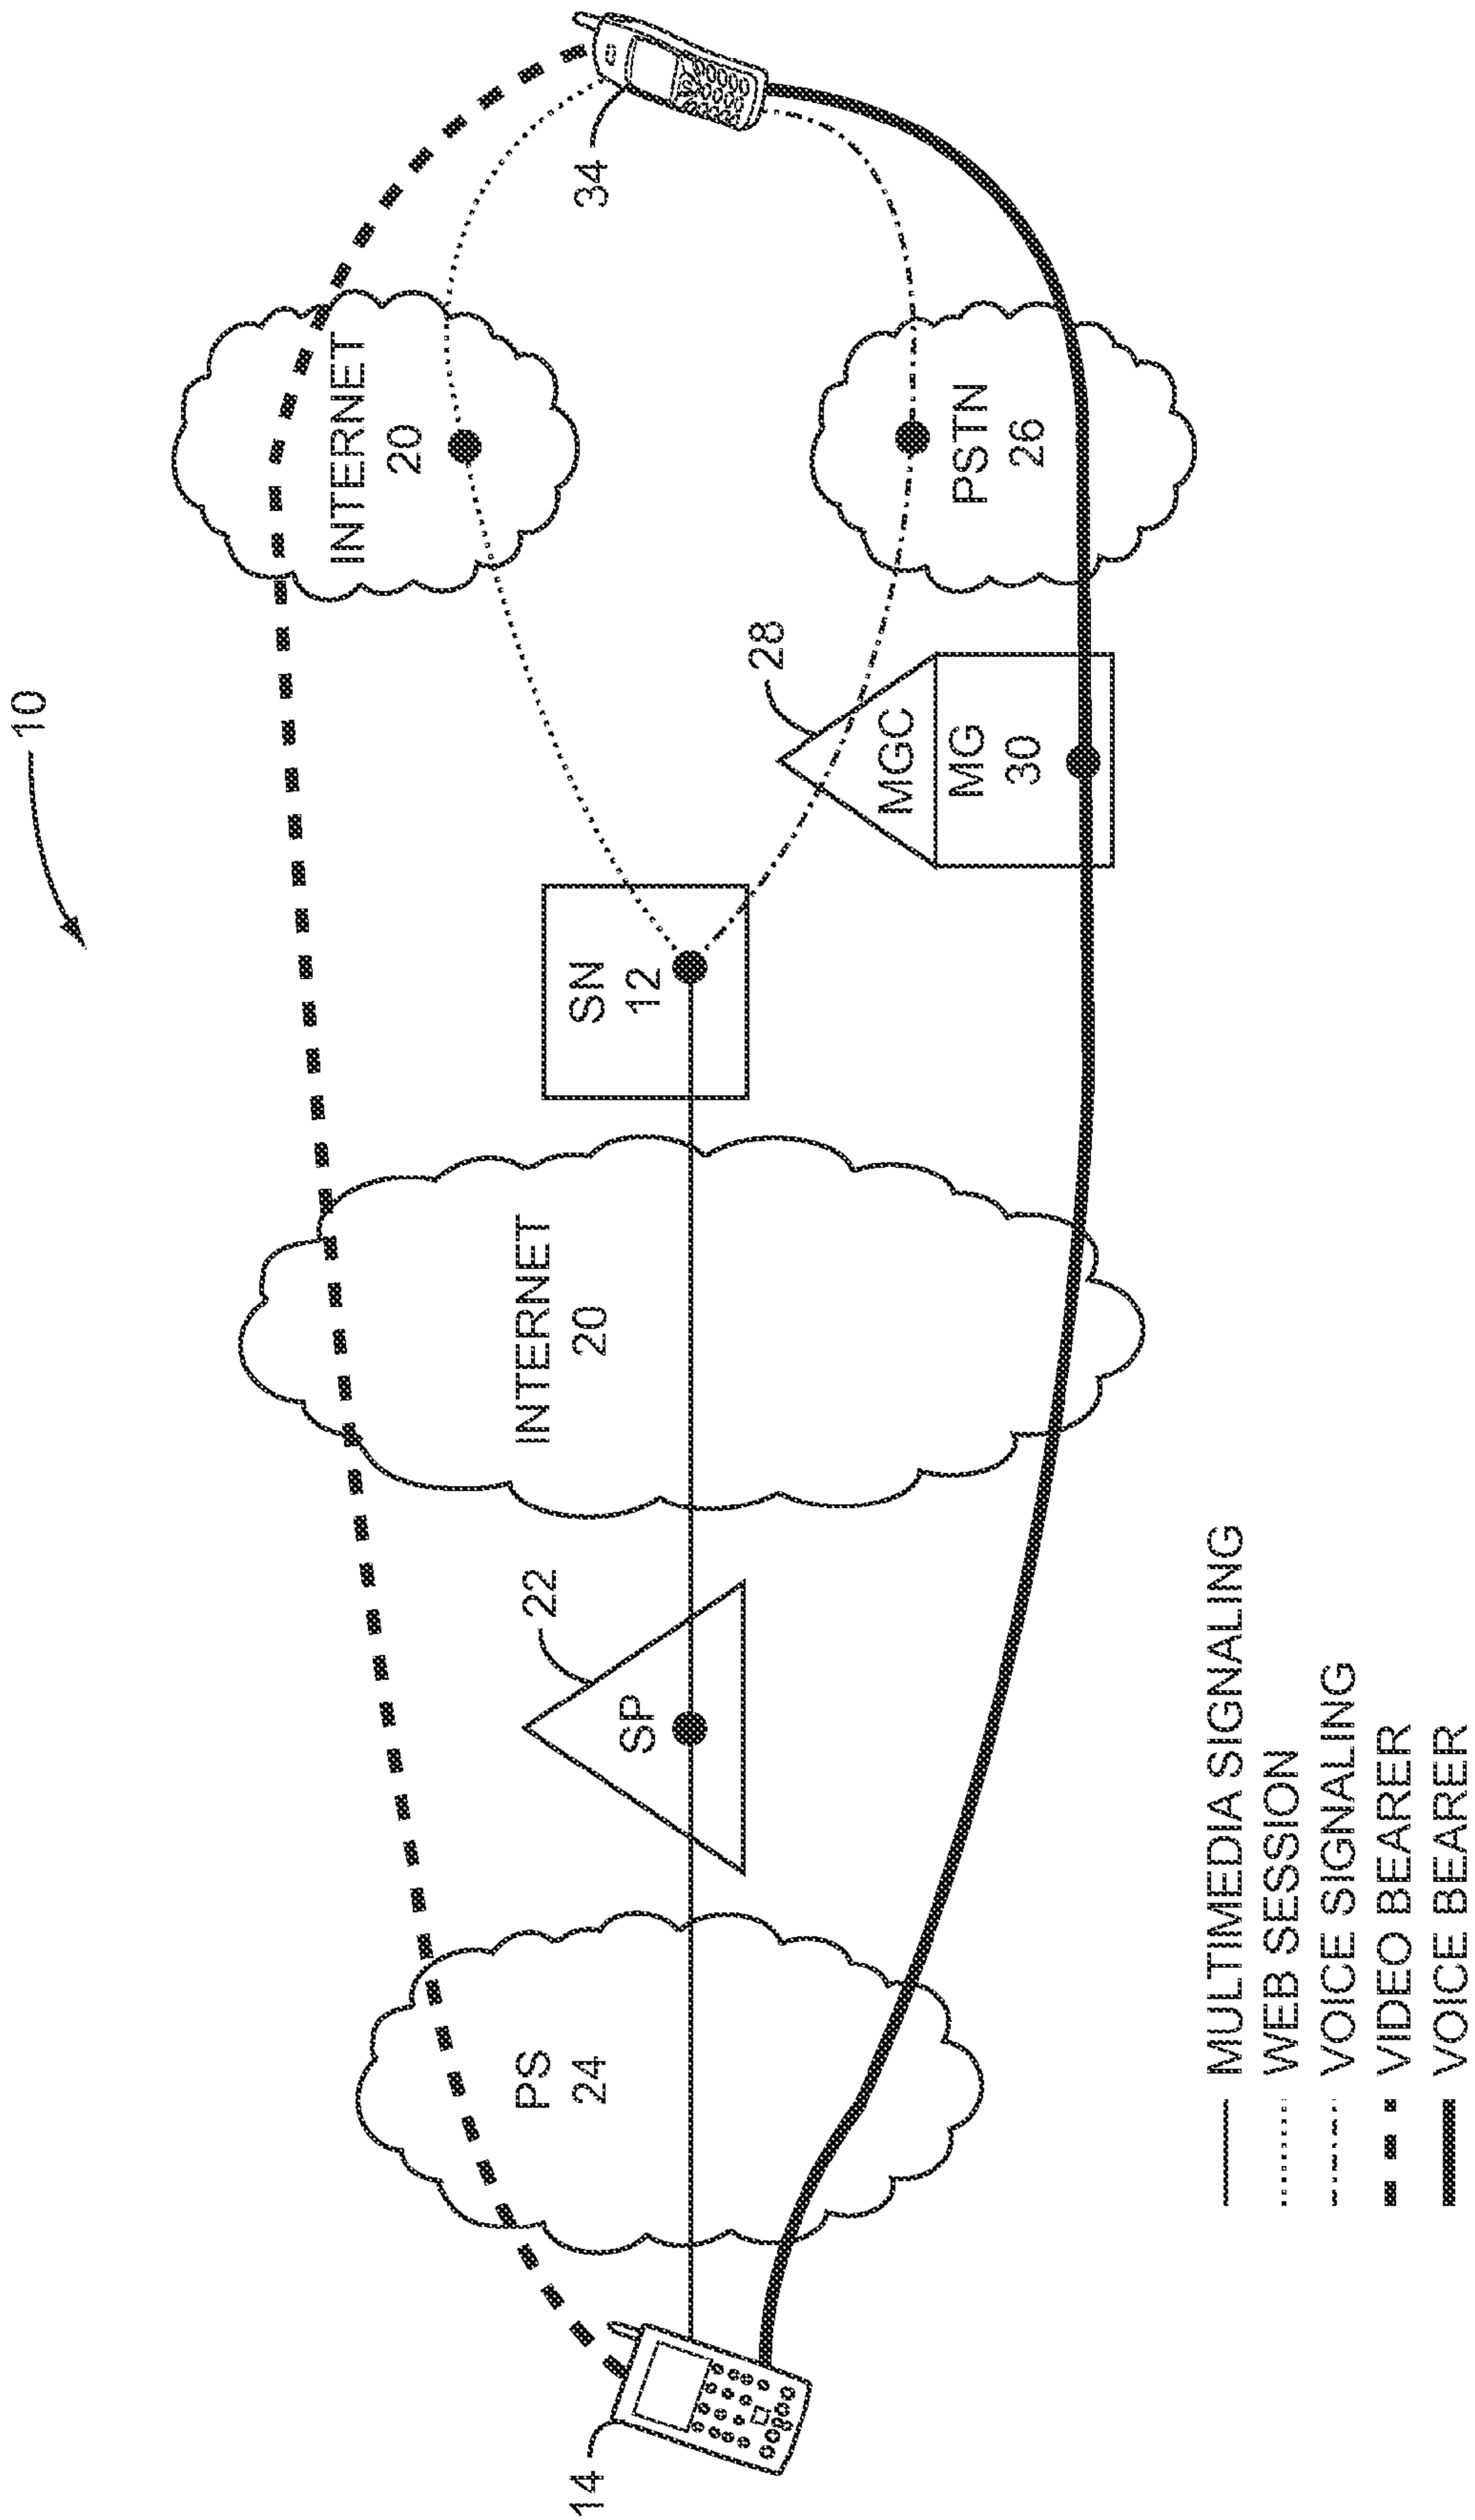 10
INTERNET
20
34
28
PSTN
26
MGC
MG
30
SN
12
INTERNET
20
22
SP
PS
24
14
MULTIMEDIA SIGNALING
WEB SESSION
VOICE SIGNALING
VIDEO BEARER
VOICE BEARER